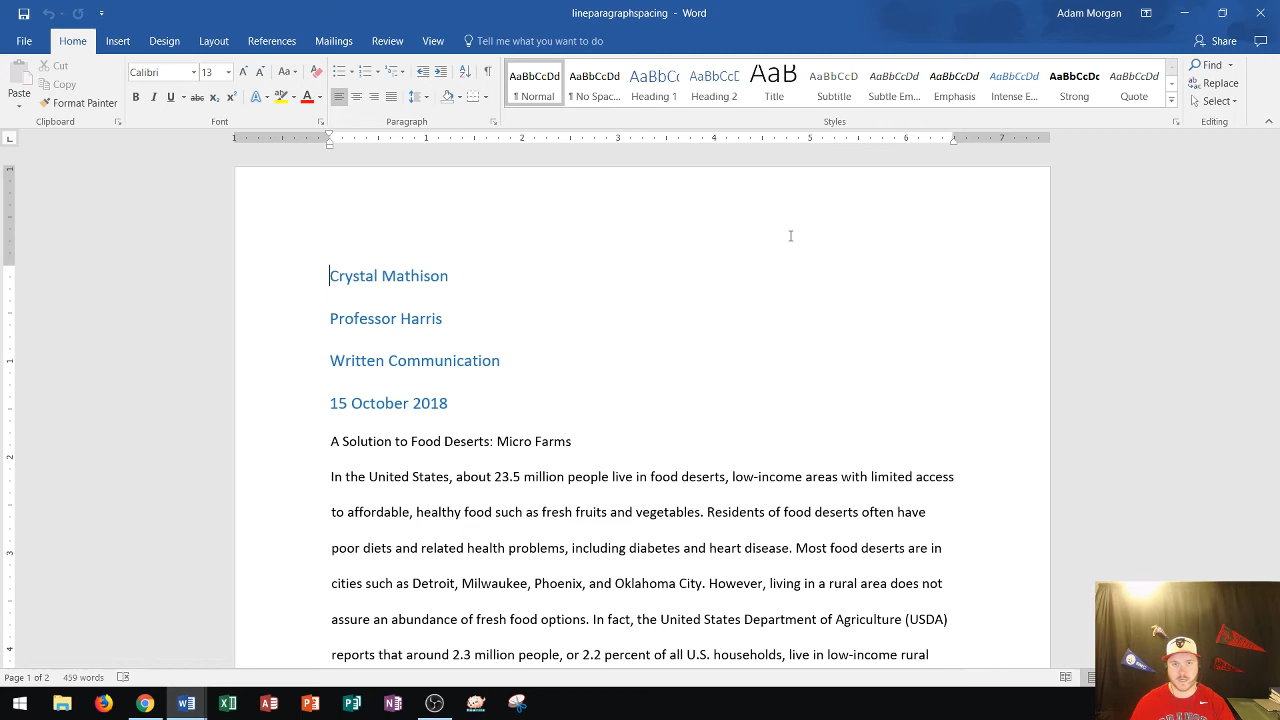 lineparagraphspacing - Word
Adam Morgan
File Home Insert Design Layout References Mailings Review View Tell me what you want to do Share
Paste
Cut
Copy
Format Painter
Clipboard
Calibri 13
Font
Paragraph
AaBbCcDd AaBbCcDd AaBbCc AaBbCcD AaB AaBbCcD AaBbCcDd AaBbCcDd AaBbCcDd AaBbCcDc AaBbCcDd
¶ Normal ¶ No Spac... Heading 1 Heading 2 Title Subtitle Subtle Em... Emphasis Intense E... Strong Quote
Styles
Find
Replace
Select
Editing
1 1 2 3 4 5 6 7
Crystal Mathison
Professor Harris
Written Communication
15 October 2018
A Solution to Food Deserts: Micro Farms
In the United States, about 23.5 million people live in food deserts, low-income areas with limited access
to affordable, healthy food such as fresh fruits and vegetables. Residents of food deserts often have
poor diets and related health problems, including diabetes and heart disease. Most food deserts are in
cities such as Detroit, Milwaukee, Phoenix, and Oklahoma City. However, living in a rural area does not
assure an abundance of fresh food options. In fact, the United States Department of Agriculture (USDA)
reports that around 2.3 million people, or 2.2 percent of all U.S. households, live in low-income rural
Page 1 of 2 459 words